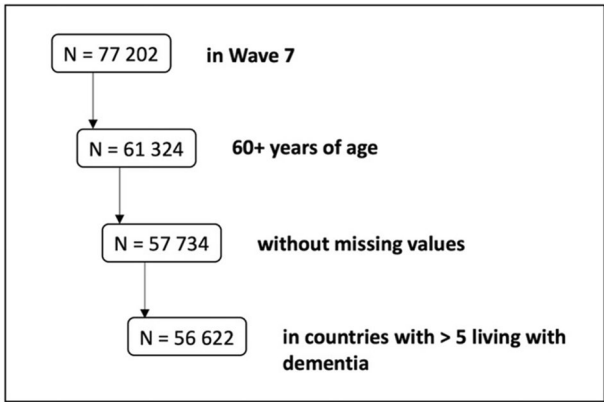 N = 77 202 in Wave 7
N = 61 324 60+ years of age
N = 57 734 without missing values
N = 56 622 in countries with > 5 living with
dementia